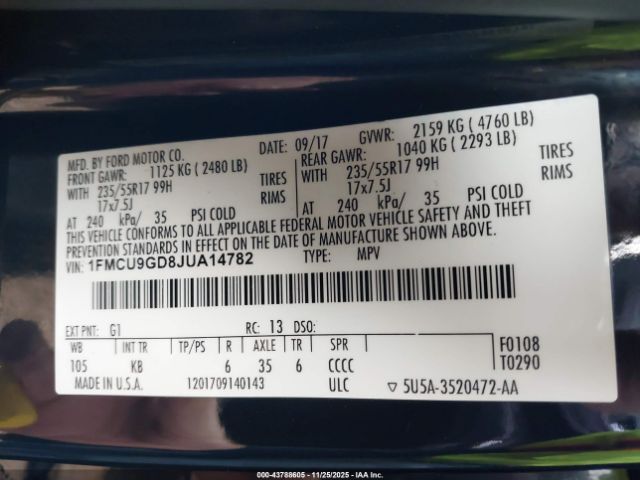 MFD. BY FORD MOTOR CO. DATE: 09/17 GVWR: 2159 KG ( 4760 LB)
FRONT GAWR: 1125 KG ( 2480 LB) REAR GAWR: 1040 KG ( 2293 LB)
WITH 235/55R17 99H TIRES WITH 235/55R17 99H TIRES
17x7.5J RIMS 17x7.5J RIMS
AT 240 kPa/ 35 PSI COLD AT 240 kPa/ 35 PSI COLD
THIS VEHICLE CONFORMS TO ALL APPLICABLE FEDERAL MOTOR VEHICLE SAFETY AND THEFT
PREVENTION STANDARDS IN EFFECT ON THE DATE OF MANUFACTURE SHOWN ABOVE.
VIN: 1FMCU9GD8JUA14782 TYPE: MPV
EXT PNT: G1 RC: 13 DSO: F0108
WB INT TR TP/PS R AXLE TR SPR T0290
105 KB 6 35 6 CCCC
MADE IN U.S.A. 1201709140143 ULC ▽ 5U5A-3520472-AA
000-43788605 - 11/25/2025 - IAA Inc.